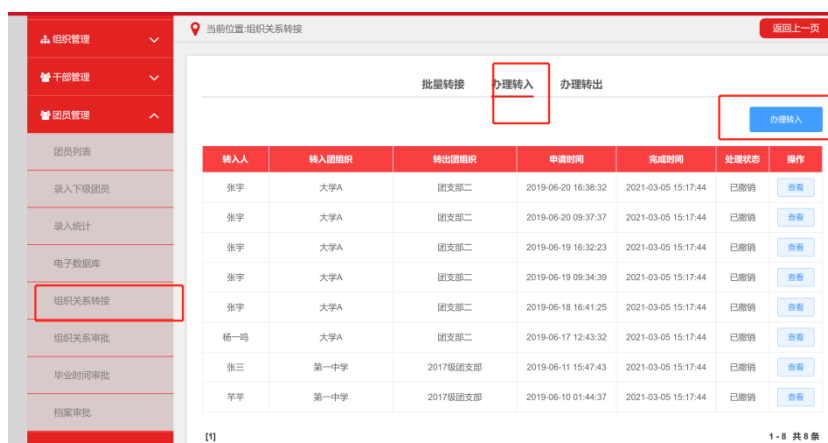 组织管理
当前位置:组织关系转接
返回上一页
干部管理
团员管理
团员列表
录入下级团员
录入统计
电子数据库
组织关系转接
组织关系审批
毕业时间审批
档案审批
批量转接 办理转入 办理转出
办理转入
转入人 转入团组织 转出团组织 申请时间 完成时间 处理状态 操作
张宇 大学A 团支部二 2019-06-20 16:38:32 2021-03-05 15:17:44 已撤销 查看
张宇 大学A 团支部二 2019-06-20 09:37:37 2021-03-05 15:17:44 已撤销 查看
张宇 大学A 团支部二 2019-06-19 16:32:23 2021-03-05 15:17:44 已撤销 查看
张宇 大学A 团支部二 2019-06-19 09:34:39 2021-03-05 15:17:44 已撤销 查看
张宇 大学A 团支部二 2019-06-18 16:41:25 2021-03-05 15:17:44 已撤销 查看
杨一鸣 大学A 团支部二 2019-06-17 12:43:32 2021-03-05 15:17:44 已撤销 查看
张三 第一中学 2017级团支部 2019-06-11 15:47:43 2021-03-05 15:17:44 已撤销 查看
芊芊 第一中学 2017级团支部 2019-06-10 01:44:37 2021-03-05 15:17:44 已撤销 查看
[1]
1-8 共8条